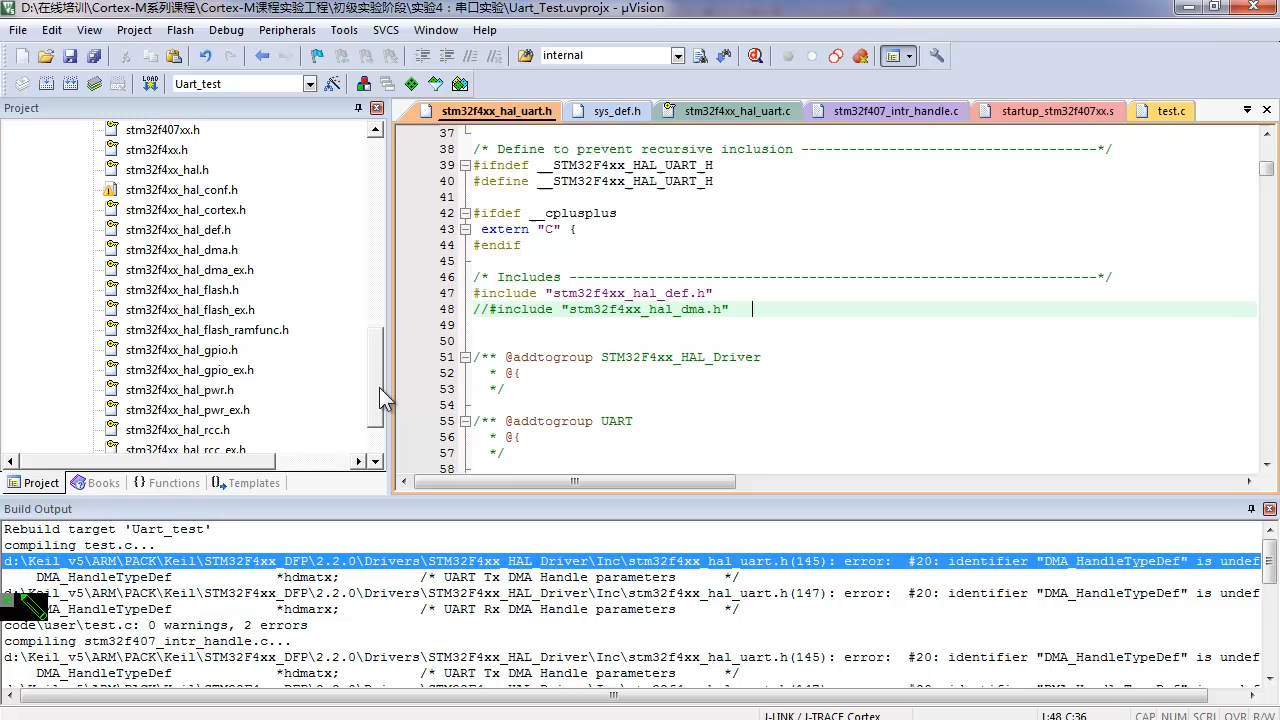 D:\在线培训\Cortex-M系列课程\Cortex-M课程实验工程\初级实验阶段\实验4：串口实验\Uart_Test.uvprojx - µVision
File Edit View Project Flash Debug Peripherals Tools SVCS Window Help
internal
LOAD Uart_test
Project
stm32f407xx.h
stm32f4xx.h
stm32f4xx_hal.h
stm32f4xx_hal_conf.h
stm32f4xx_hal_cortex.h
stm32f4xx_hal_def.h
stm32f4xx_hal_dma.h
stm32f4xx_hal_dma_ex.h
stm32f4xx_hal_flash.h
stm32f4xx_hal_flash_ex.h
stm32f4xx_hal_flash_ramfunc.h
stm32f4xx_hal_gpio.h
stm32f4xx_hal_gpio_ex.h
stm32f4xx_hal_pwr.h
stm32f4xx_hal_pwr_ex.h
stm32f4xx_hal_rcc.h
stm32f4xx_hal_rcc_ex.h
Project Books Functions Templates
stm32f4xx_hal_uart.h sys_def.h stm32f4xx_hal_uart.c stm32f407_intr_handle.c startup_stm32f407xx.s test.c
37
38 /* Define to prevent recursive inclusion -------------------------------------*/
39 #ifndef __STM32F4xx_HAL_UART_H
40 #define __STM32F4xx_HAL_UART_H
41
42 #ifdef __cplusplus
43 extern "C" {
44 #endif
45
46 /* Includes ------------------------------------------------------------------*/
47 #include "stm32f4xx_hal_def.h"
48 //#include "stm32f4xx_hal_dma.h"
49
50
51 /** @addtogroup STM32F4xx_HAL_Driver
52 * @{
53 */
54
55 /** @addtogroup UART
56 * @{
57 */
58
Build Output
Rebuild target 'Uart_test'
compiling test.c...
d:\Keil_v5\ARM\PACK\Keil\STM32F4xx_DFP\2.2.0\Drivers\STM32F4xx_HAL_Driver\Inc\stm32f4xx_hal_uart.h(145): error: #20: identifier "DMA_HandleTypeDef" is undef
DMA_HandleTypeDef *hdmatx; /* UART Tx DMA Handle parameters */
d:\Keil_v5\ARM\PACK\Keil\STM32F4xx_DFP\2.2.0\Drivers\STM32F4xx_HAL_Driver\Inc\stm32f4xx_hal_uart.h(147): error: #20: identifier "DMA_HandleTypeDef" is undef
DMA_HandleTypeDef *hdmarx; /* UART Rx DMA Handle parameters */
code\user\test.c: 0 warnings, 2 errors
compiling stm32f407_intr_handle.c...
d:\Keil_v5\ARM\PACK\Keil\STM32F4xx_DFP\2.2.0\Drivers\STM32F4xx_HAL_Driver\Inc\stm32f4xx_hal_uart.h(145): error: #20: identifier "DMA_HandleTypeDef" is undef
DMA_HandleTypeDef *hdmatx; /* UART Tx DMA Handle parameters */
J-LINK / J-TRACE Cortex L:48 C:36 CAP NUM SCRL OVR R/W